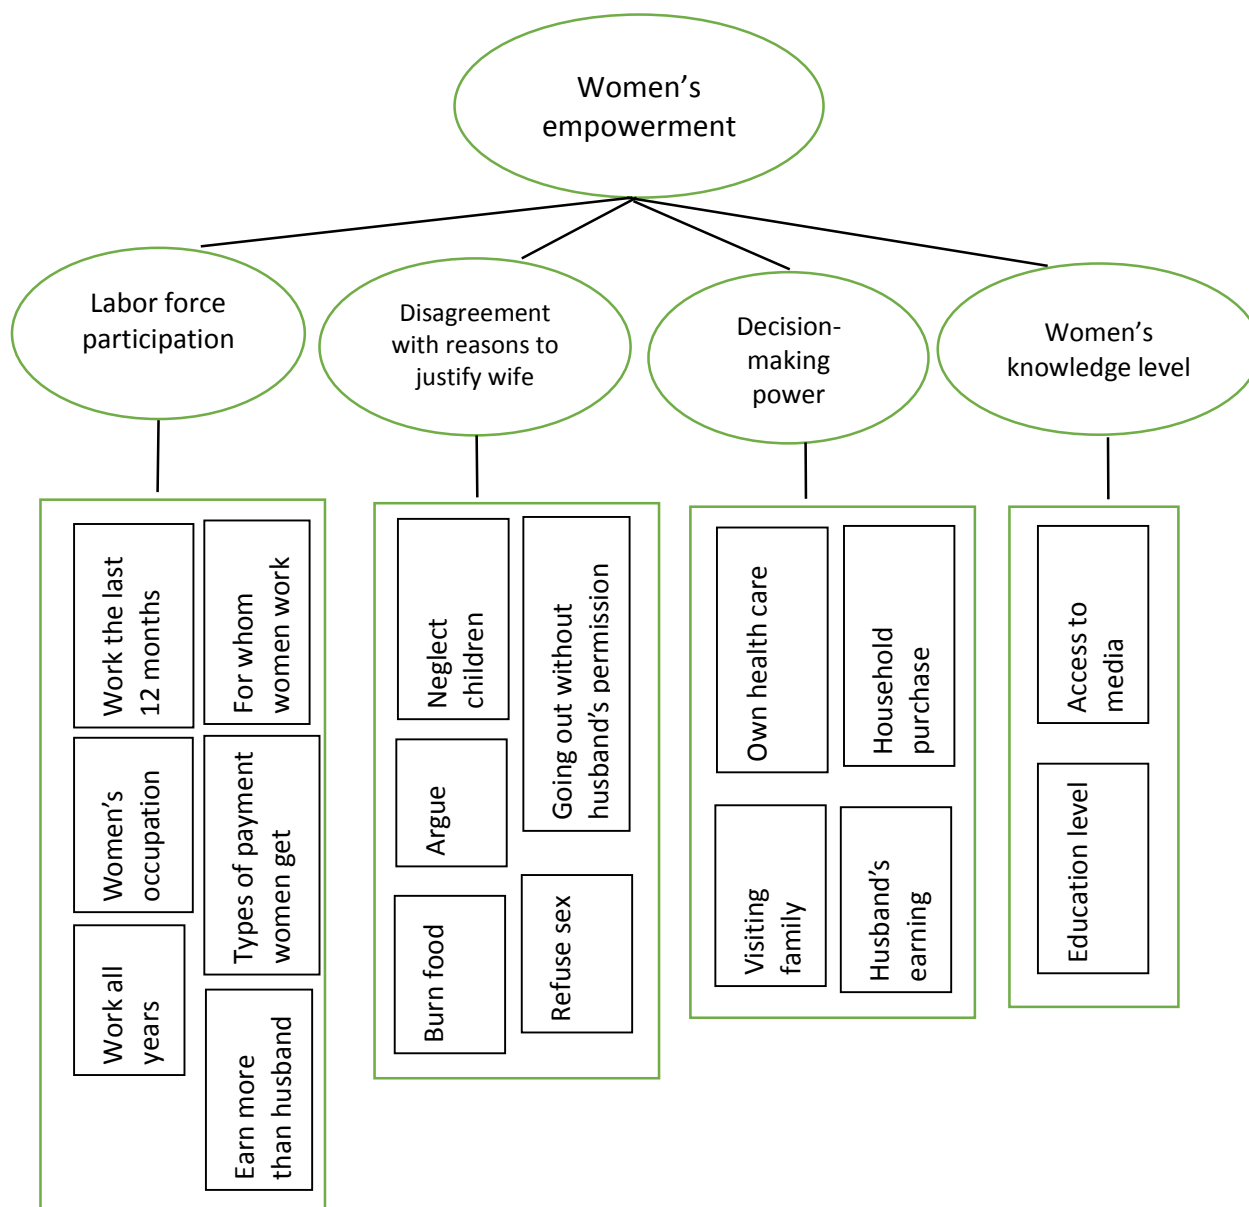 Women’s
empowerment
Labor force
participation
Disagreement
with reasons to
justify wife
Decision-
making
power
Women’s
knowledge level
Work the last
12 months
For whom
women work
Women’s
occupation
Types of payment
women get
Work all
years
Earn more
than husband
Neglect
children
Going out without
husband’s permission
Argue
Burn food
Refuse sex
Own health care
Household
purchase
Visiting
family
Husband’s
earning
Access to
media
Education level